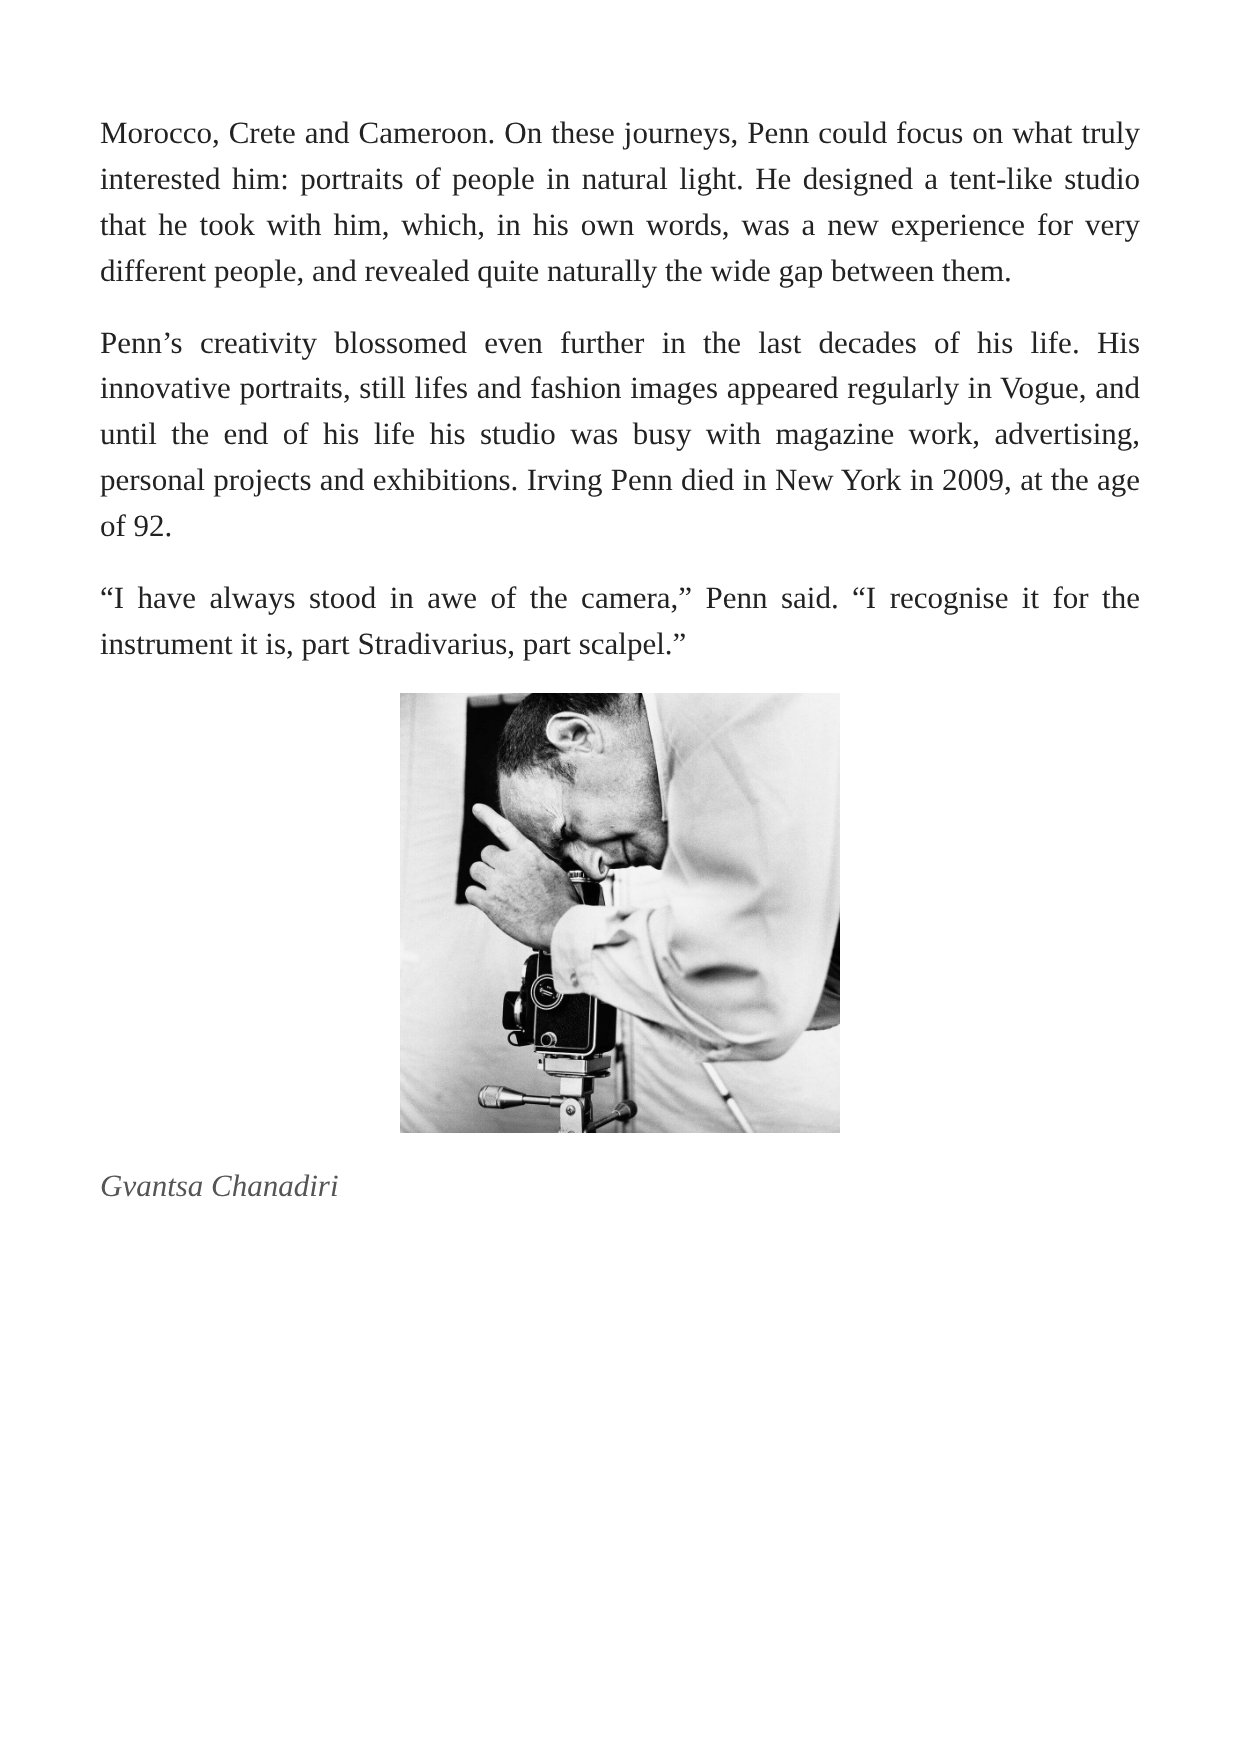 Morocco, Crete and Cameroon. On these journeys, Penn could focus on what truly
interested him: portraits of people in natural light. He designed a tent-like studio
that he took with him, which, in his own words, was a new experience for very
different people, and revealed quite naturally the wide gap between them.
Penn’s creativity blossomed even further in the last decades of his life. His
innovative portraits, still lifes and fashion images appeared regularly in Vogue, and
until the end of his life his studio was busy with magazine work, advertising,
personal projects and exhibitions. Irving Penn died in New York in 2009, at the age
of 92.
“I have always stood in awe of the camera,” Penn said. “I recognise it for the
instrument it is, part Stradivarius, part scalpel.”
Gvantsa Chanadiri